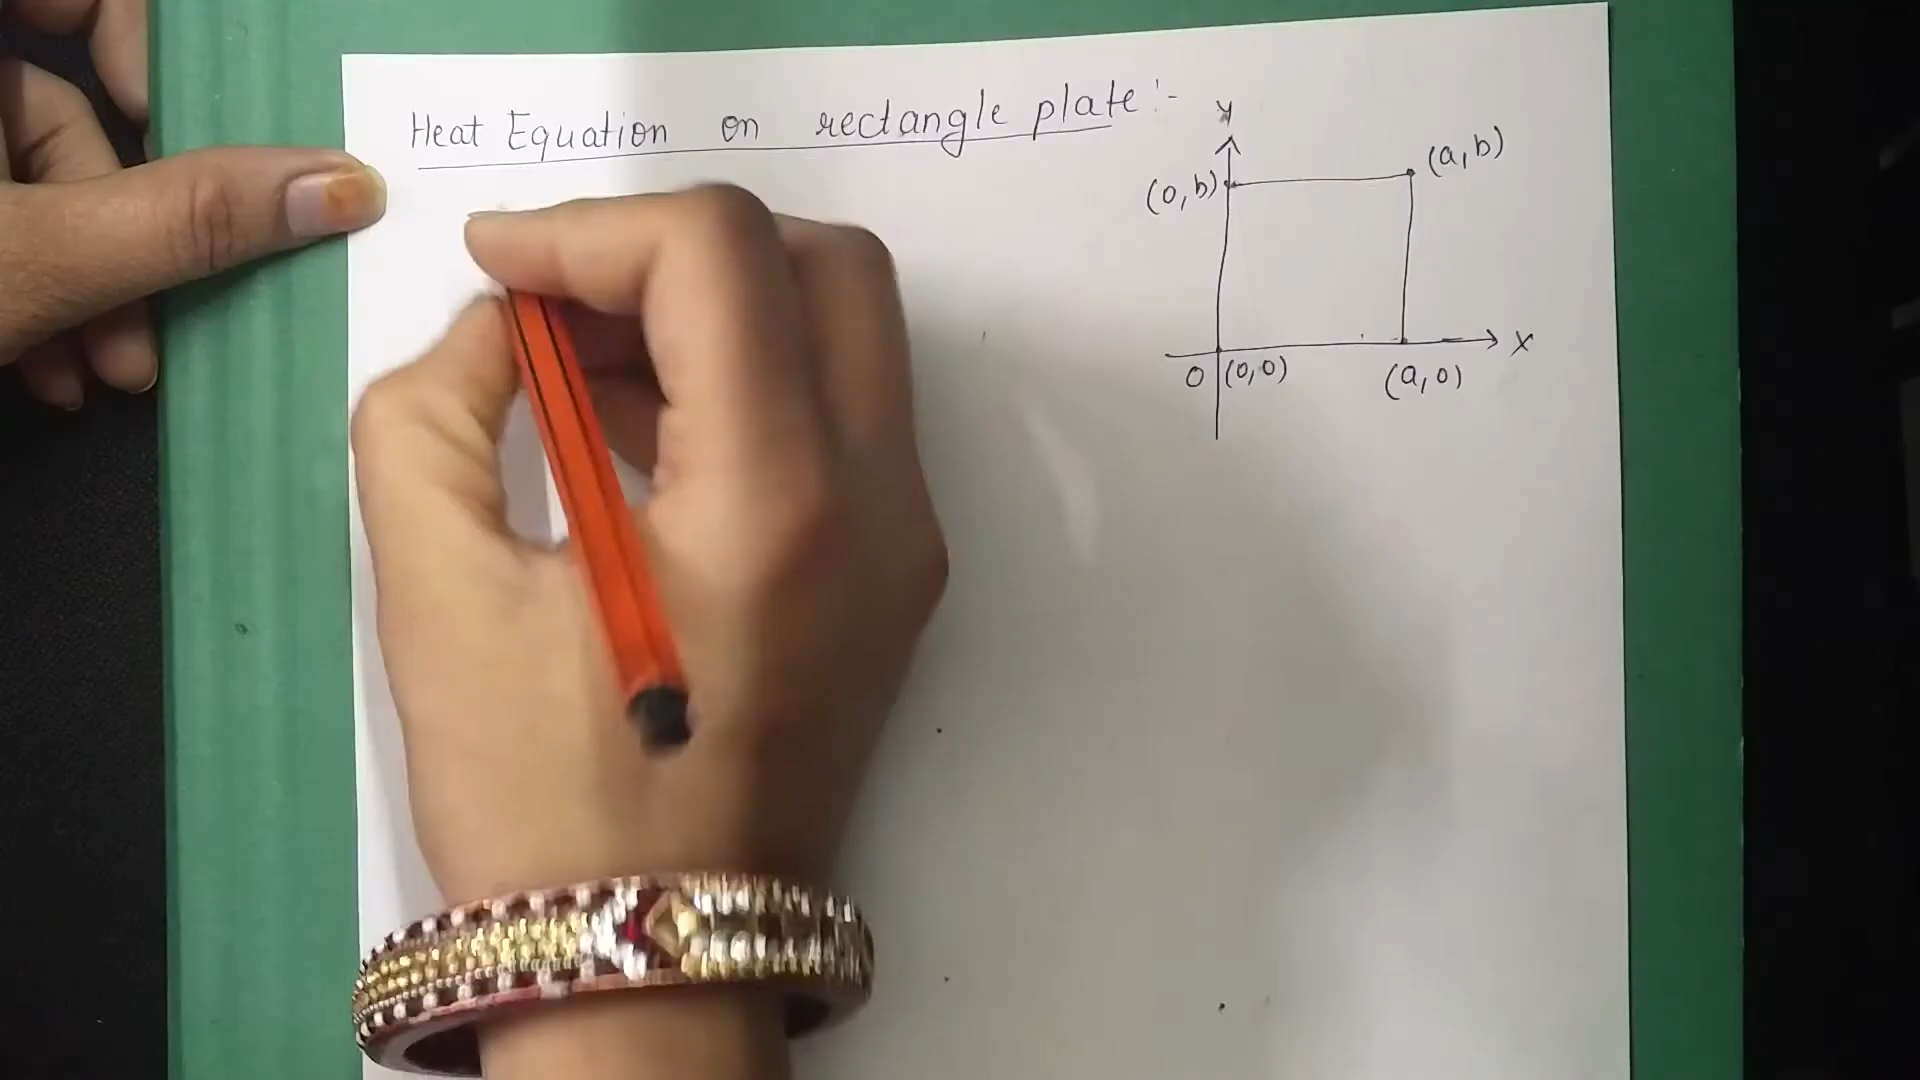 Heat Equation on rectangle plate :-
y
(0,b)
(a,b)
x
0
(0,0)
(a,0)